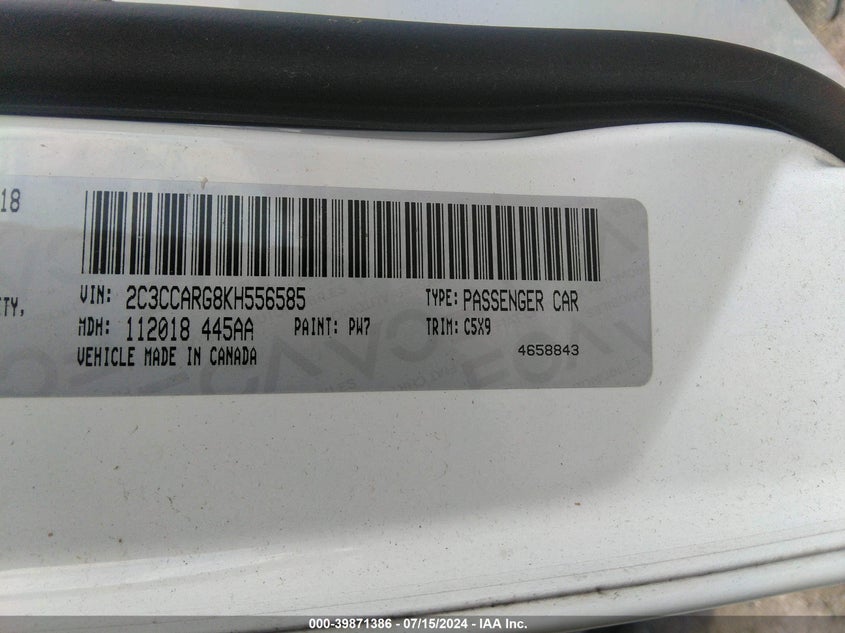 18
VIN: 2C3CCARG8KH556585 TYPE: PASSENGER CAR
ITY,
MDH: 112018 445AA PAINT: PW7 TRIM: C5X9
VEHICLE MADE IN CANADA 4658843
000-39871386 - 07/15/2024 - IAA Inc.